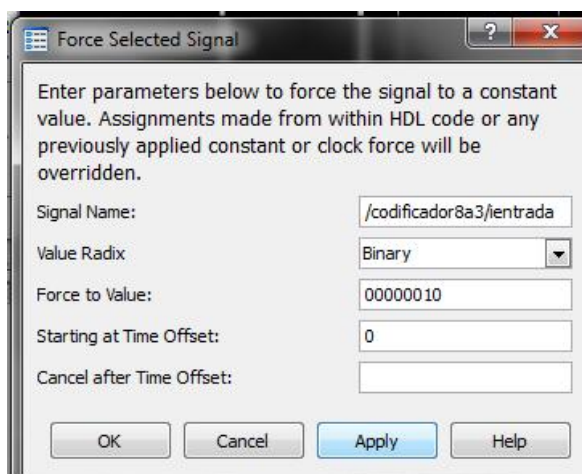 Force Selected Signal
?
X
Enter parameters below to force the signal to a constant
value. Assignments made from within HDL code or any
previously applied constant or clock force will be
overridden.
Signal Name: /codificador8a3/ientrada
Value Radix Binary
Force to Value: 00000010
Starting at Time Offset: 0
Cancel after Time Offset:
OK Cancel Apply Help